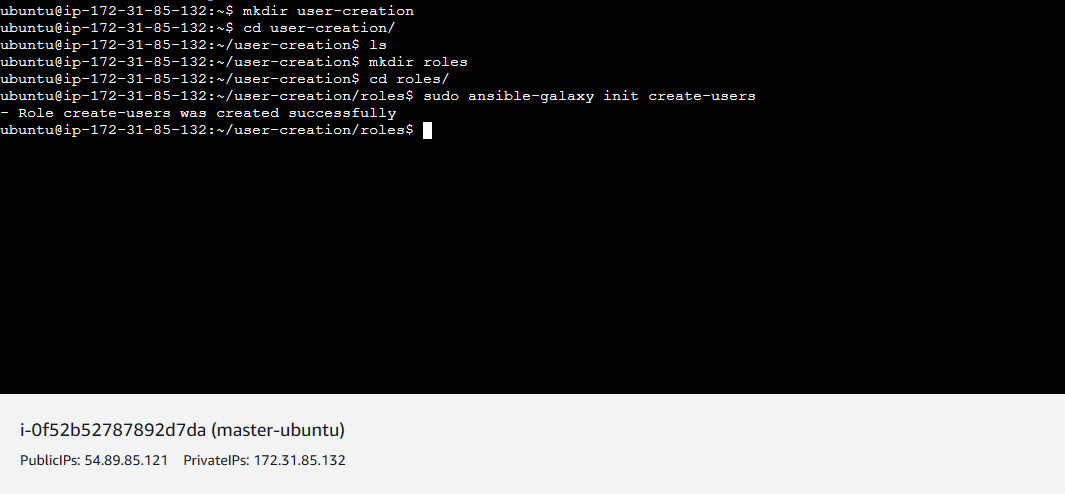 ubuntu@ip-172-31-85-132:~$ mkdir user-creation
ubuntu@ip-172-31-85-132:~$ cd user-creation/
ubuntu@ip-172-31-85-132:~/user-creation$ ls
ubuntu@ip-172-31-85-132:~/user-creation$ mkdir roles
ubuntu@ip-172-31-85-132:~/user-creation$ cd roles/
ubuntu@ip-172-31-85-132:~/user-creation/roles$ sudo ansible-galaxy init create-users
- Role create-users was created successfully
ubuntu@ip-172-31-85-132:~/user-creation/roles$
i-0f52b52787892d7da (master-ubuntu)
PublicIPs: 54.89.85.121 PrivateIPs: 172.31.85.132